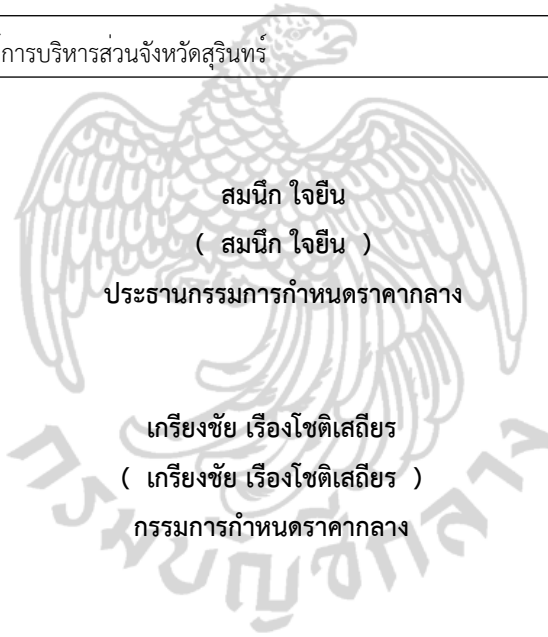 การบริหารส่วนจังหวัดสุรินทร์
สมนึก ใจยืน
( สมนึก ใจยืน )
ประธานกรรมการกำหนดราคากลาง
เกรียงชัย เรืองโชติเสถียร
( เกรียงชัย เรืองโชติเสถียร )
กรรมการกำหนดราคากลาง
กรมบัญชีกลาง